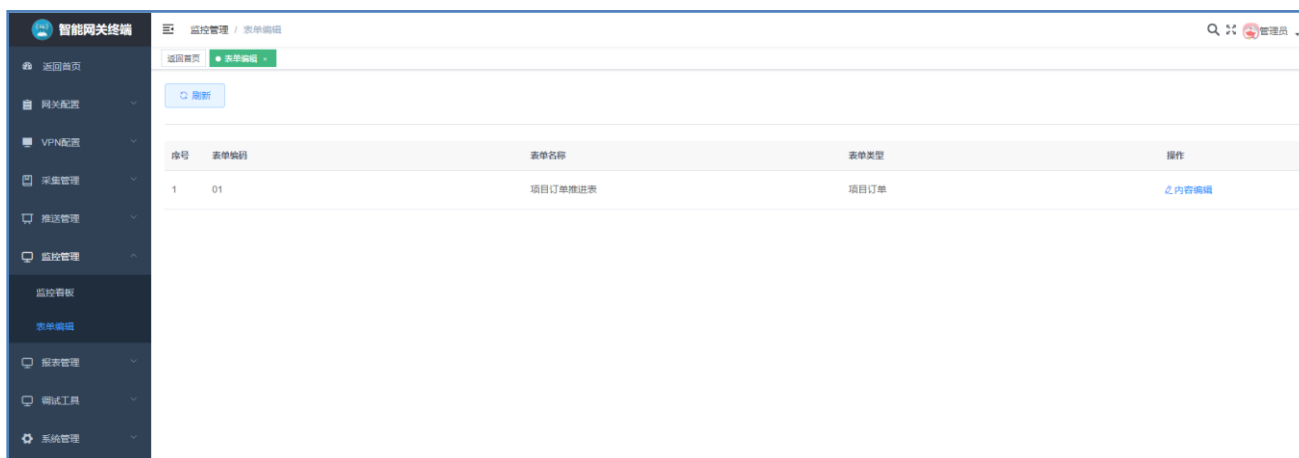 智能网关终端
监控管理 / 表单编辑
管理员
返回首页
返回首页
表单编辑 ×
网关配置
刷新
VPN配置
序号 表单编码 表单名称 表单类型 操作
采集管理
1 01 项目订单推进表 项目订单 内容编辑
推送管理
监控管理
监控看板
表单编辑
报表管理
调试工具
系统管理